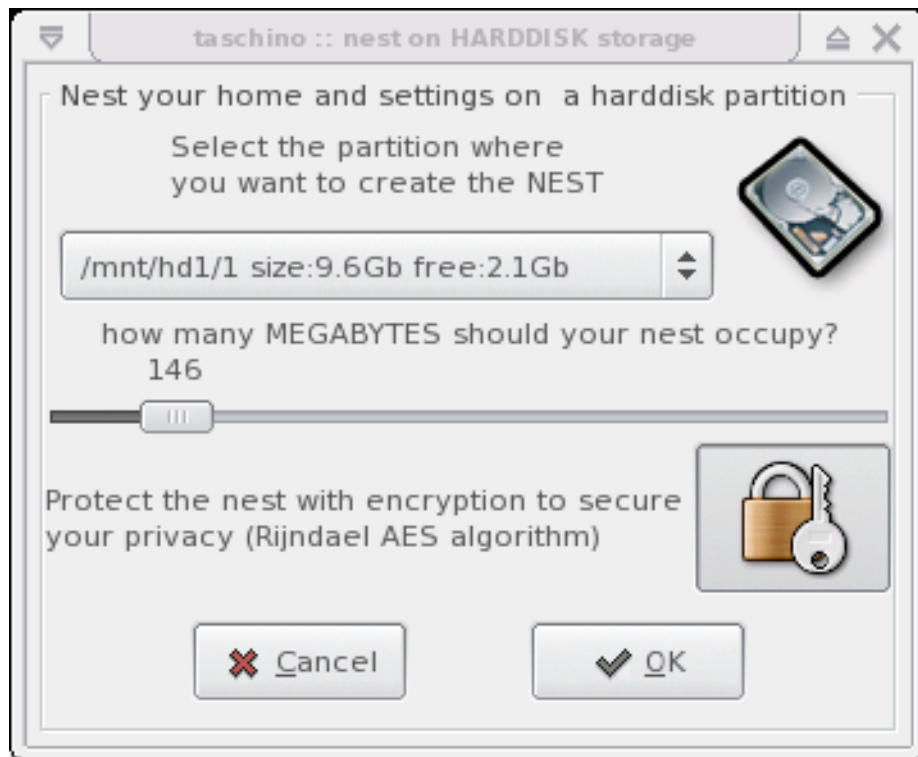 taschino :: nest on HARDDISK storage
Nest your home and settings on a harddisk partition
Select the partition where
you want to create the NEST
/mnt/hd1/1 size:9.6Gb free:2.1Gb
how many MEGABYTES should your nest occupy?
146
Protect the nest with encryption to secure
your privacy (Rijndael AES algorithm)
Cancel
OK